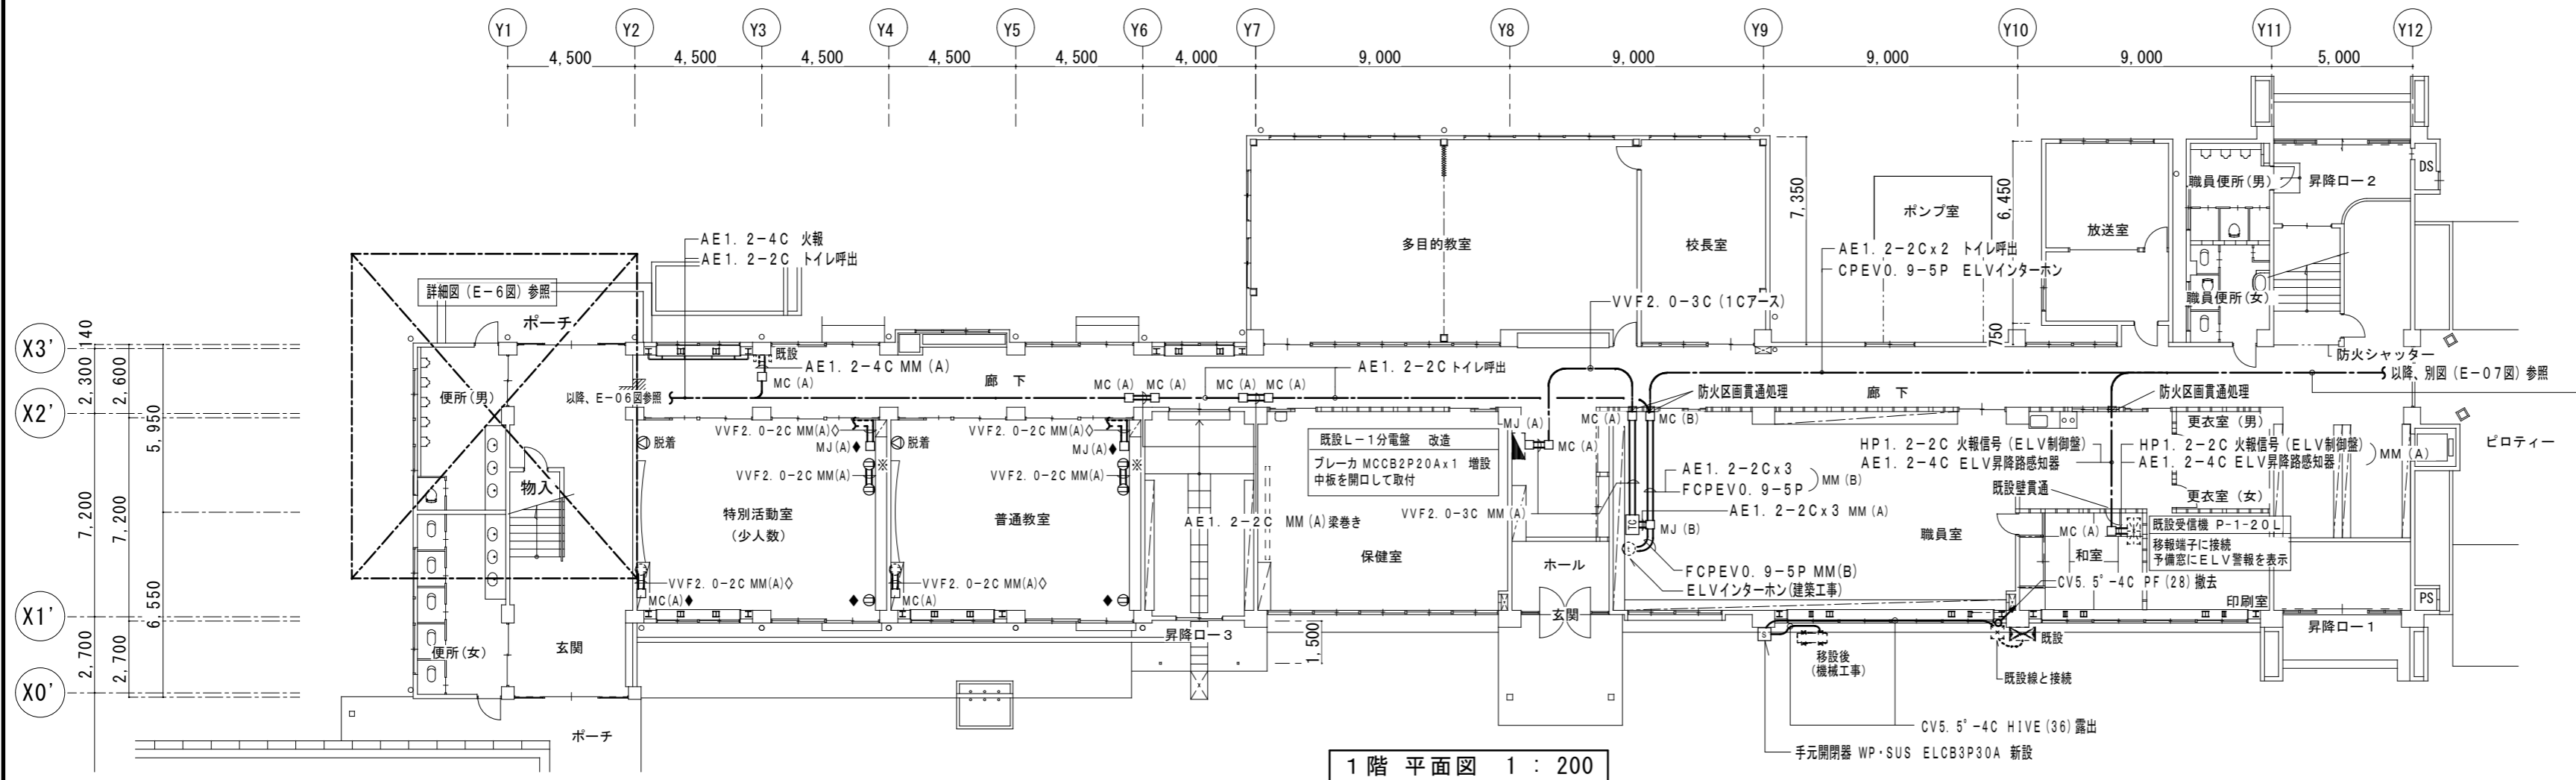 Y1 Y2 Y3 Y4 Y5 Y6 Y7 Y8 Y9 Y10 Y11 Y12
4,500 4,500 4,500 4,500 4,500 4,000 9,000 9,000 9,000 9,000 5,000
DS
職員便所(男)
昇降口ー2
7,350
6,450
ポンプ室
放送室
AE1.2-4C 火報
AE1.2-2C トイレ呼出
多目的教室
校長室
AE1.2-2Cx2 トイレ呼出
CPEV0.9-5P ELVインターホン
詳細図(E-6図)参照
VVF2.0-3C(1Cアース)
職員便所(女)
ポーチ
X3'
140
2,300
2,600
既設
750
防火シャッター
AE1.2-4C MM(A)
AE1.2-2Cトイレ呼出
以降、別図(E-07図)参照
廊 下
MC(A)
MC(A) MC(A)
MC(A) MC(A)
防火区画貫通処理
廊 下
防火区画貫通処理
便所(男)
以降、E-06図参照
X2'
MJ(A)
MC(A)
MC(B)
更衣室(男)
VVF2.0-2C MM(A)◇
VVF2.0-2C MM(A)◇
脱着
脱着
MJ(A)◆
MJ(A)◆
既設L-1分電盤 改造
MC(A)
HP1.2-2C 火報信号(ELV制御盤)
HP1.2-2C 火報信号(ELV制御盤)
ピロティー
5,950
ブレーカ MCCB2P20Ax1 増設
AE1.2-2Cx3
AE1.2-4C ELV昇降路感知器
AE1.2-4C ELV昇降路感知器
MM(A)
※
※
VVF2.0-2C MM(A)
VVF2.0-2C MM(A)
中板を開口して取付
FCPEV0.9-5P
MM(B)
既設壁貫通
更衣室(女)
物入
7,200
7,200
特別活動室
(少人数)
普通教室
AE1.2-2C MM(A)梁巻き
VVF2.0-3C MM(A)
AE1.2-2Cx3 MM(A)
TC
MJ(B)
職員室
MC(A)
既設受信機 P-1-20L
移報端子に接続
予備窓にELV警報を表示
保健室
ホール
和室
FCPEV0.9-5P MM(B)
ELVインターホン(建築工事)
VVF2.0-2C MM(A)◇
VVF2.0-2C MM(A)◇
CV5.5°-4C PF(28)撤去
6,550
MC(A)◆
◆
MC(A)
◆
印刷室
PS
X1'
玄関
昇降口ー3
昇降口ー1
S
既設
便所(女)
玄関
1,500
移設後
(機械工事)
2,700
2,700
既設線と接続
X0'
CV5.5°-4C HIVE(36)露出
ポーチ
手元開閉器 WP・SUS ELCB3P30A 新設
1階 平面図 1 : 200